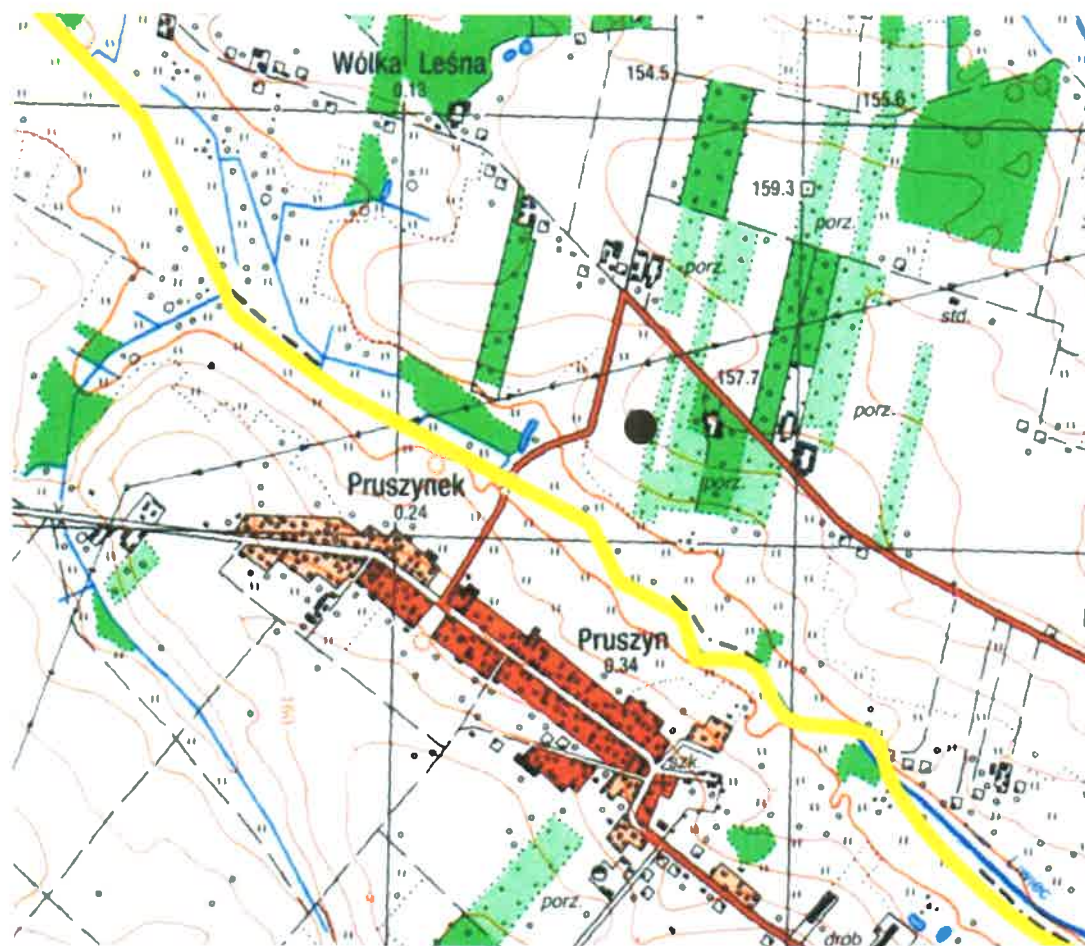 Wólka Leśna
0.13
154.5
155.6
159.3
porz.
porz.
std.
157.7
porz.
Pruszynek
0.24
porz.
Pruszyn
0.34
szk
porz.
drob